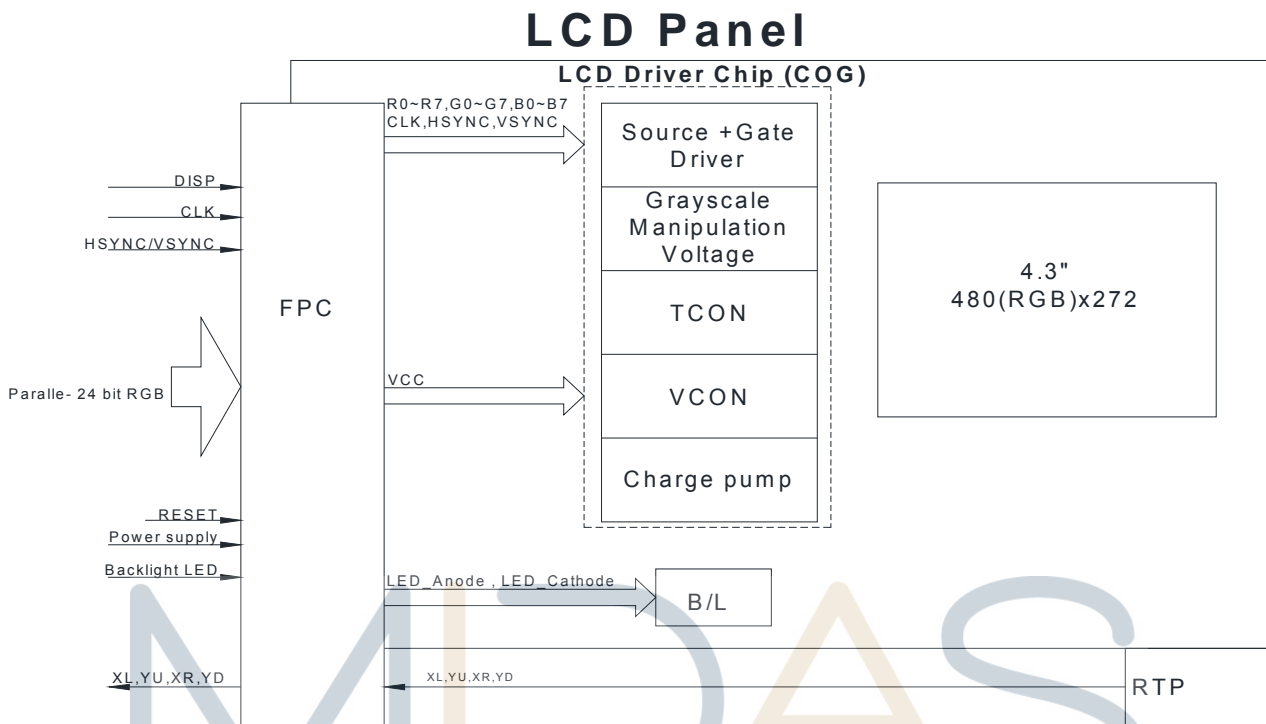 LCD Panel
LCD Driver Chip (COG)
R0~R7,G0~G7,B0~B7
CLK,HSYNC,VSYNC
Source +Gate
Driver
DISP
CLK
HSYNC/VSYNC
Grayscale
Manipulation
Voltage
4.3"
480(RGB)x272
FPC
TCON
Paralle- 24 bit RGB
VCC
VCON
Charge pump
RESET
Power supply
Backlight LED
LED_Anode , LED_Cathode
B/L
XL,YU,XR,YD
XL,YU,XR,YD
RTP
MIDAS